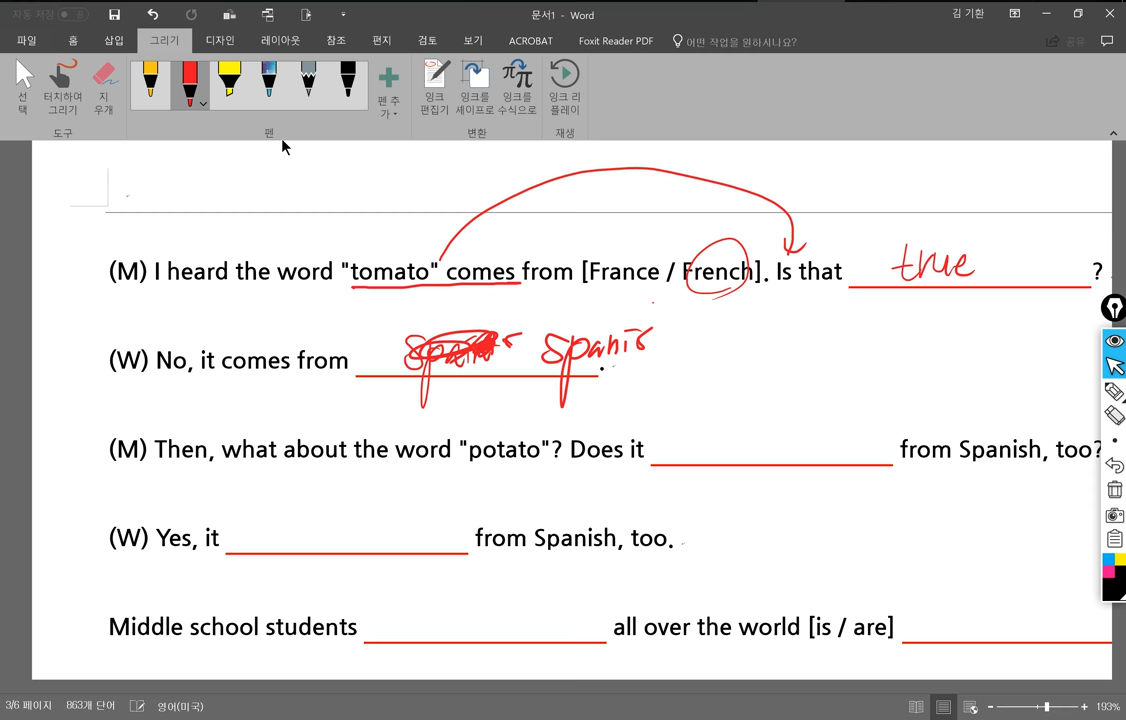 자동 저장
문서1 - Word
김 기환
파일 홈 삽입 그리기 디자인 레이아웃 참조 편지 검토 보기 ACROBAT Foxit Reader PDF 어떤 작업을 원하시나요? 공유
선택 터치하여 그리기 지우개 펜 추가 잉크 편집기 잉크를 셰이프로 잉크를 수식으로 잉크 리플레이
도구 펜 변환 재생
(M) I heard the word "tomato" comes from [France / French]. Is that true ?
(W) No, it comes from Spanis .
(M) Then, what about the word "potato"? Does it from Spanish, too?
(W) Yes, it from Spanish, too.
Middle school students all over the world [is / are]
3/6 페이지 863개 단어 영어(미국) 193%